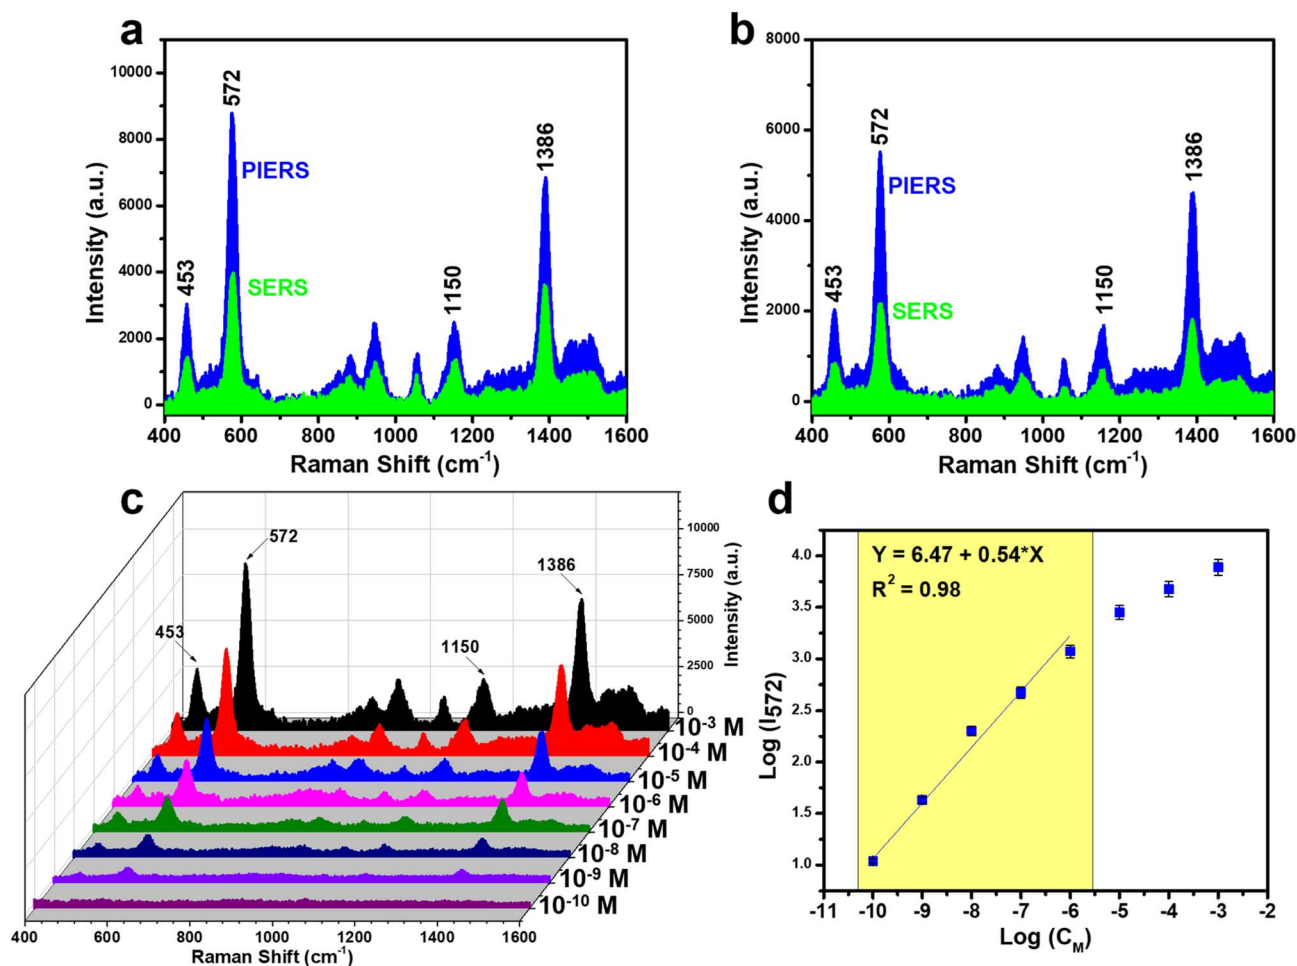 a
10000
8000
6000
4000
2000
0
Intensity (a.u.)
453
572
PIERS
SERS
1150
1386
400 600 800 1000 1200 1400 1600
Raman Shift (cm-1)
b
8000
6000
4000
2000
0
Intensity (a.u.)
453
572
PIERS
SERS
1150
1386
400 600 800 1000 1200 1400 1600
Raman Shift (cm-1)
c
453
572
1150
1386
10000
7500
5000
2500
0
Intensity (a.u.)
10-3 M
10-4 M
10-5 M
10-6 M
10-7 M
10-8 M
10-9 M
10-10 M
400 600 800 1000 1200 1400 1600
Raman Shift (cm-1)
d
Y = 6.47 + 0.54*X
R2 = 0.98
4.0
3.5
3.0
2.5
2.0
1.5
1.0
Log (I572)
-11 -10 -9 -8 -7 -6 -5 -4 -3 -2
Log (CM)